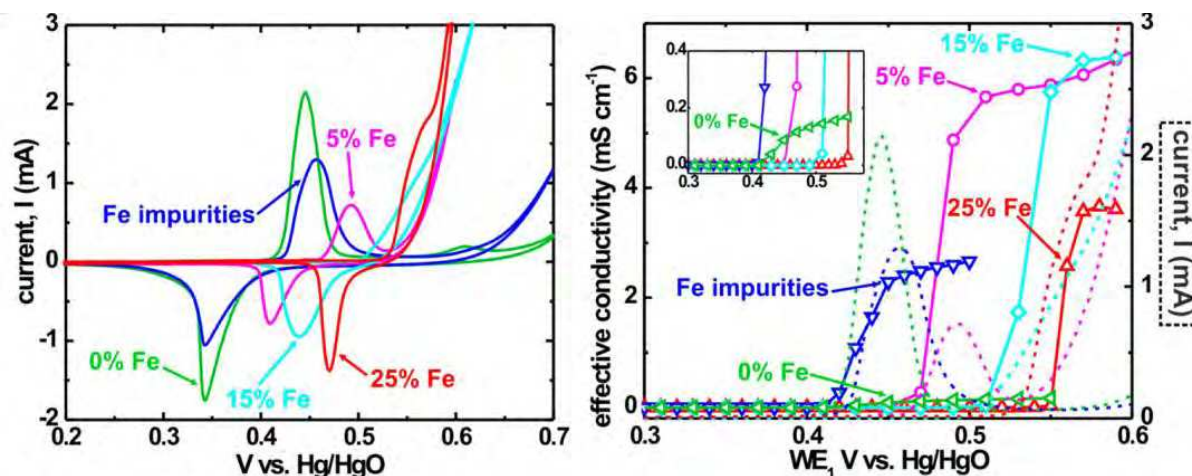 3
2
1
0
-1
-2
current, I (mA)
5% Fe
Fe impurities
0% Fe
15% Fe
25% Fe
0.2 0.3 0.4 0.5 0.6 0.7
V vs. Hg/HgO
6
4
2
0
effective conductivity (mS cm⁻¹)
0.4
0.2
0.0
0.3 0.4 0.5
0% Fe
15% Fe
5% Fe
25% Fe
Fe impurities
0% Fe
3
2
1
0
current, I (mA)
0.3 0.4 0.5 0.6
WE₁ V vs. Hg/HgO